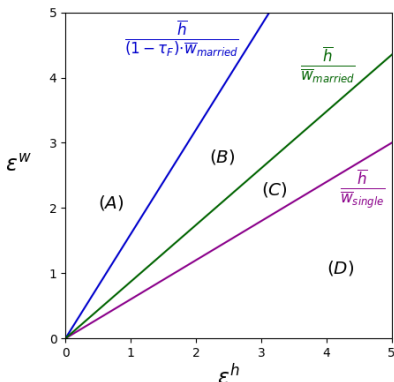 h̅ / ((1 − τ_F)·w̅_married)
h̅ / w̅_married
h̅ / w̅_single
(A)
(B)
(C)
(D)
ε^w
5
4
3
2
1
0
0 1 2 3 4 5
ε^h